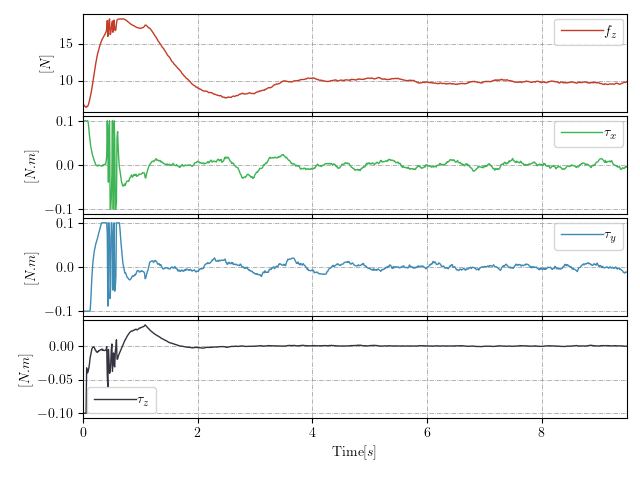 [N]
15
10
f_z
[N.m]
0.1
0.0
−0.1
τ_x
[N.m]
0.1
0.0
−0.1
τ_y
[N.m]
0.00
−0.05
−0.10
τ_z
0 2 4 6 8
Time[s]